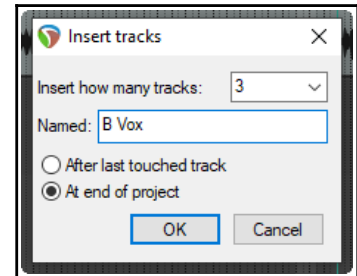 Insert tracks
Insert how many tracks: 3
Named: B Vox
After last touched track
At end of project
OK Cancel